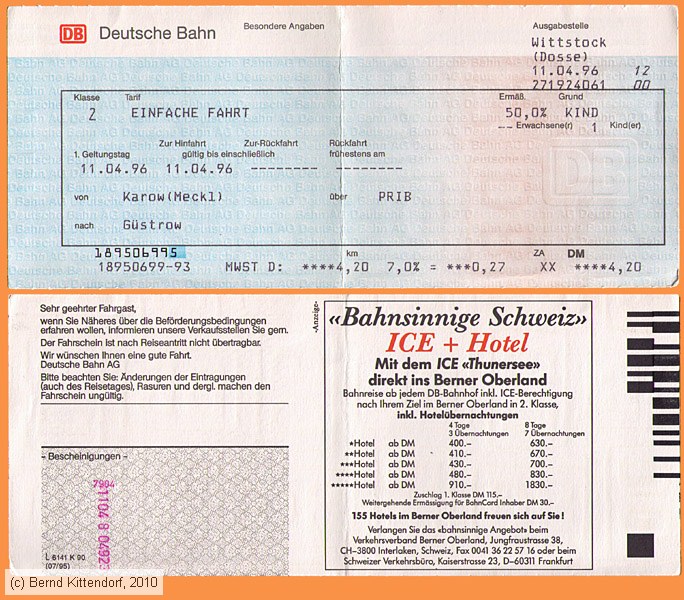 DB Deutsche Bahn
Besondere Angaben
Ausgabestelle
Wittstock
(Dosse)
11.04.96 12
271924061 00
Klasse Tarif Ermäß. Grund
2 EINFACHE FAHRT 50,0% KIND
-- Erwachsene(r) 1 Kind(er)
Zur Hinfahrt Zur-Rückfahrt Rückfahrt
1. Geltungstag gültig bis einschließlich frühestens am
11.04.96 11.04.96 -------- --------
von Karow(Meckl) über PRIB
nach Güstrow
189506995
km ZA DM
18950699-93 MWST D: ****4,20 7,0% = ***0,27 XX ****4,20
Sehr geehrter Fahrgast,
wenn Sie Näheres über die Beförderungsbedingungen
erfahren wollen, informieren unsere Verkaufsstellen Sie gern.
Der Fahrschein ist nach Reiseantritt nicht übertragbar.
Wir wünschen Ihnen eine gute Fahrt.
Deutsche Bahn AG
Bitte beachten Sie: Änderungen der Eintragungen
(auch des Reisetages), Rasuren und dergl. machen den
Fahrschein ungültig.
– Bescheinigungen –
7904
1104 8 0492
L 6141 K 90
(07/95)
-Anzeige-
«Bahnsinnige Schweiz»
ICE + Hotel
Mit dem ICE «Thunersee»
direkt ins Berner Oberland
Bahnreise ab jedem DB-Bahnhof inkl. ICE-Berechtigung
nach Ihrem Ziel im Berner Oberland in 2. Klasse,
inkl. Hotelübernachtungen
4 Tage 8 Tage
3 Übernachtungen 7 Übernachtungen
*Hotel ab DM 400.– 630.–
**Hotel ab DM 410.– 670.–
***Hotel ab DM 430.– 700.–
****Hotel ab DM 480.– 830.–
*****Hotel ab DM 910.– 1830.–
Zuschlag 1. Klasse DM 115.–
Weitergehende Ermässigung für BahnCard Inhaber DM 30.–
155 Hotels im Berner Oberland freuen sich auf Sie!
Verlangen Sie das «bahnsinnige Angebot» beim
Verkehrsverband Berner Oberland, Jungfraustrasse 38,
CH–3800 Interlaken, Schweiz, Fax 0041 36 22 57 16 oder beim
Schweizer Verkehrsbüro, Kaiserstrasse 23, D–60311 Frankfurt
(c) Bernd Kittendorf, 2010